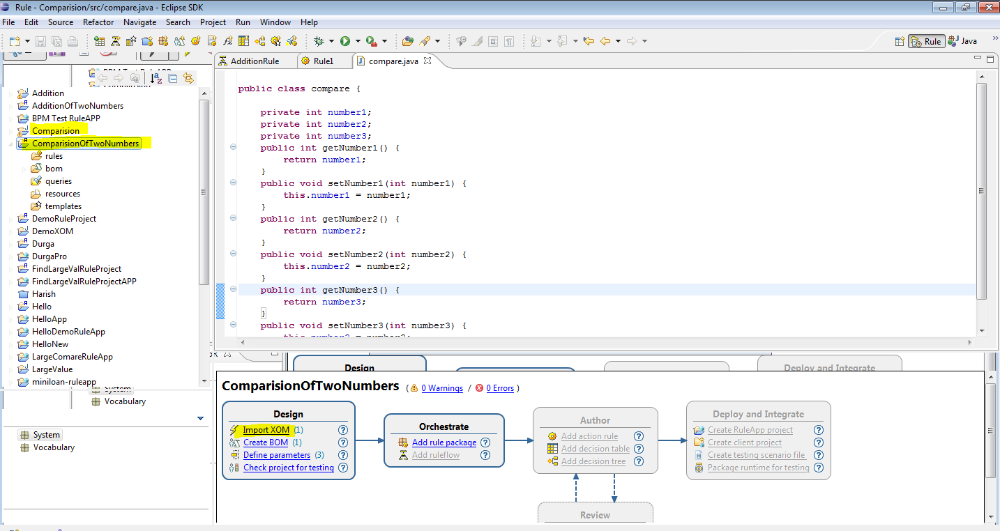 Rule - Comparision/src/compare.java - Eclipse SDK
File Edit Source Refactor Navigate Search Project Run Window Help
Rule Java
AdditionRule Rule1 compare.java
Addition
AdditionOfTwoNumbers
BPM Test RuleAPP
Comparision
ComparisionOfTwoNumbers
rules
bom
queries
resources
templates
DemoRuleProject
DemoXOM
Durga
DurgaPro
FindLargeValRuleProject
FindLargeValRuleProjectAPP
Harish
Hello
HelloApp
HelloDemoRuleApp
HelloNew
LargeComareRuleApp
LargeValue
miniloan-ruleapp
System
Vocabulary
System
Vocabulary
public class compare {
private int number1;
private int number2;
private int number3;
public int getNumber1() {
return number1;
}
public void setNumber1(int number1) {
this.number1 = number1;
}
public int getNumber2() {
return number2;
}
public void setNumber2(int number2) {
this.number2 = number2;
}
public int getNumber3() {
return number3;
}
public void setNumber3(int number3) {
Design Deploy and Integrate
ComparisionOfTwoNumbers ( 0 Warnings / 0 Errors )
Design
Import XOM (1)
Create BOM (1)
Define parameters (3)
Check project for testing
Orchestrate
Add rule package
Add ruleflow
Author
Add action rule
Add decision table
Add decision tree
Deploy and Integrate
Create RuleApp project
Create client project
Create testing scenario file
Package runtime for testing
Review